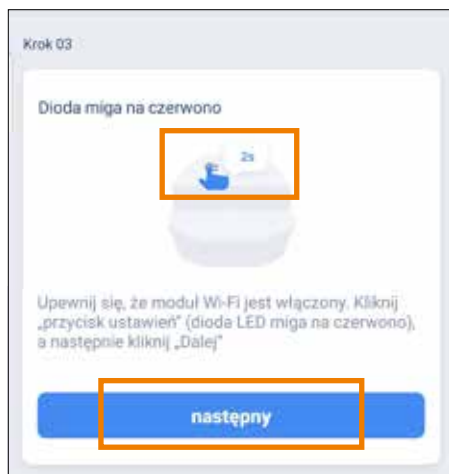 Krok 03
Dioda miga na czerwono
2s
Upewnij się, że moduł Wi-Fi jest włączony. Kliknij
„przycisk ustawień” (dioda LED miga na czerwono),
a następnie kliknij „Dalej”
następny